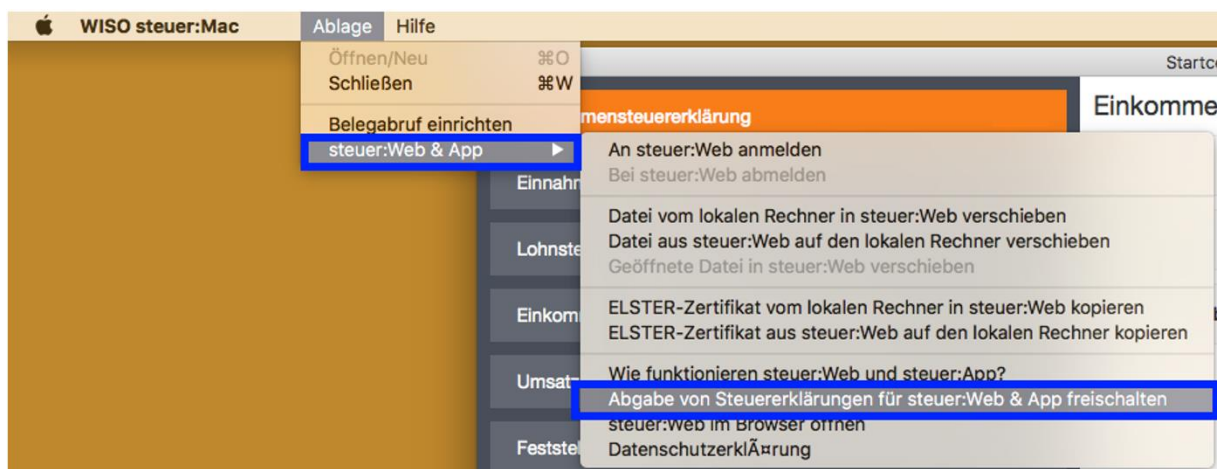 WISO steuer:Mac Ablage Hilfe
Öffnen/Neu ⌘O
Schließen ⌘W
Belegabruf einrichten
steuer:Web & App
Startc
mensteuererklärung
Einkomme
Einnahm
Lohnste
Einkom
Umsat
Feststel
An steuer:Web anmelden
Bei steuer:Web abmelden
Datei vom lokalen Rechner in steuer:Web verschieben
Datei aus steuer:Web auf den lokalen Rechner verschieben
Geöffnete Datei in steuer:Web verschieben
ELSTER-Zertifikat vom lokalen Rechner in steuer:Web kopieren
ELSTER-Zertifikat aus steuer:Web auf den lokalen Rechner kopieren
Wie funktionieren steuer:Web und steuer:App?
Abgabe von Steuererklärungen für steuer:Web & App freischalten
steuer:Web im Browser öffnen
DatenschutzerklÃ¤rung